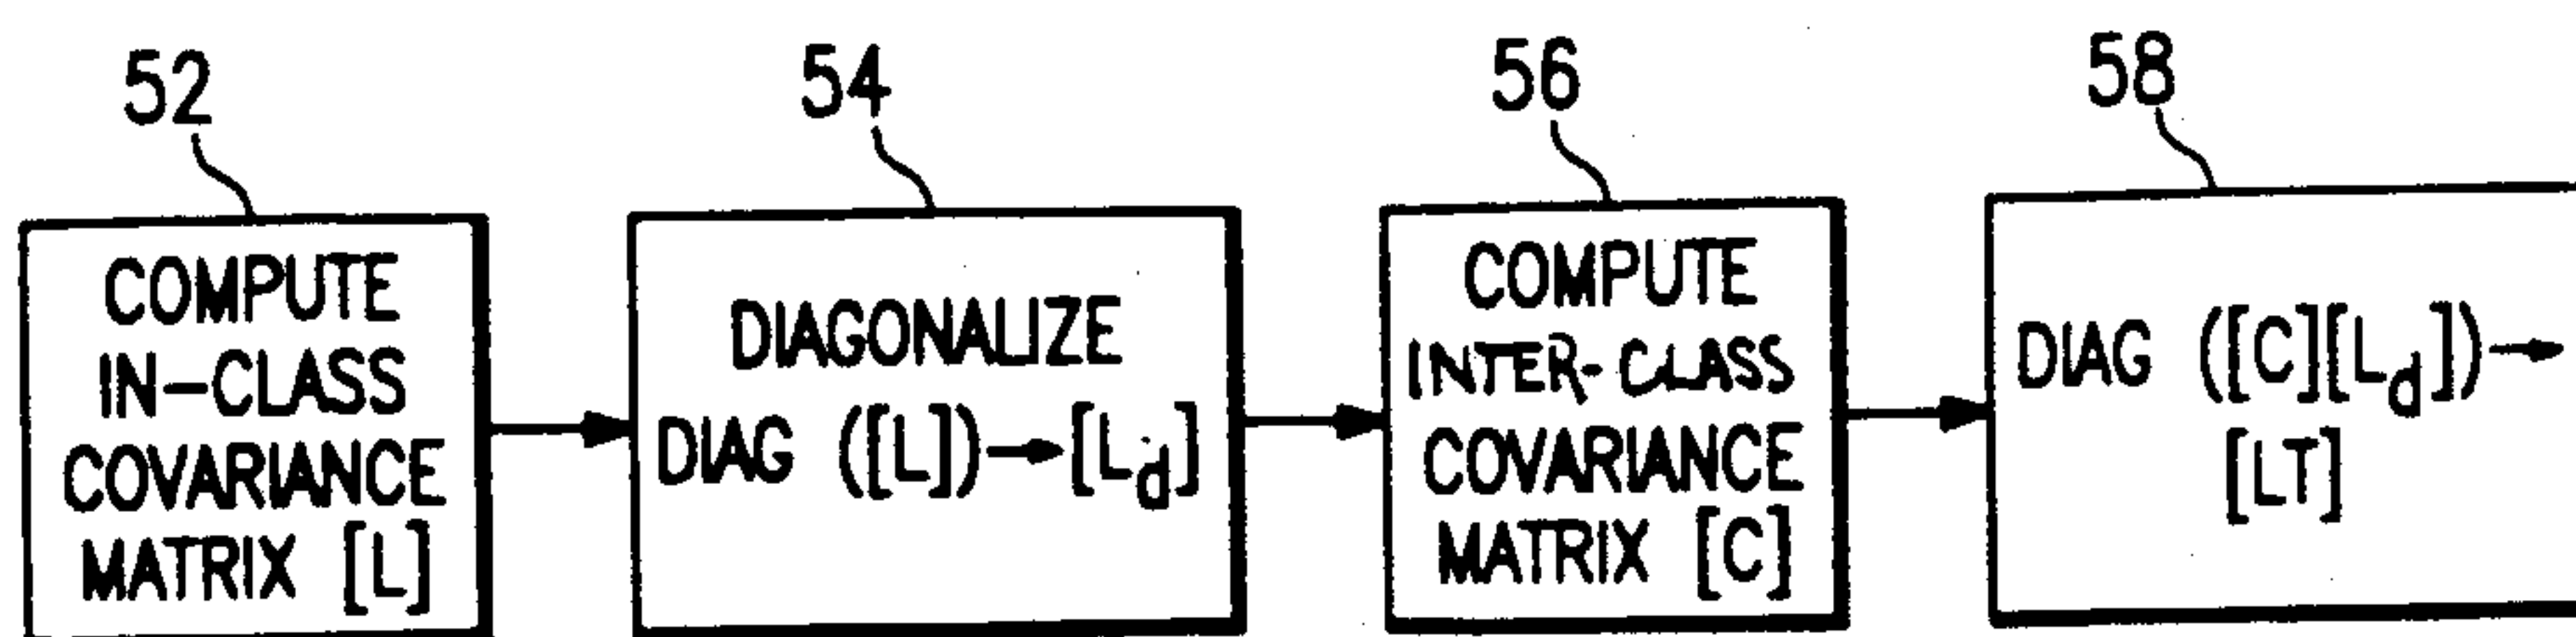 52
54
56
58
COMPUTE
IN-CLASS
COVARIANCE
MATRIX [L]
DIAGONALIZE
DIAG ([L])→[Ld]
COMPUTE
INTER-CLASS
COVARIANCE
MATRIX [C]
DIAG ([C][Ld])→
[LT]